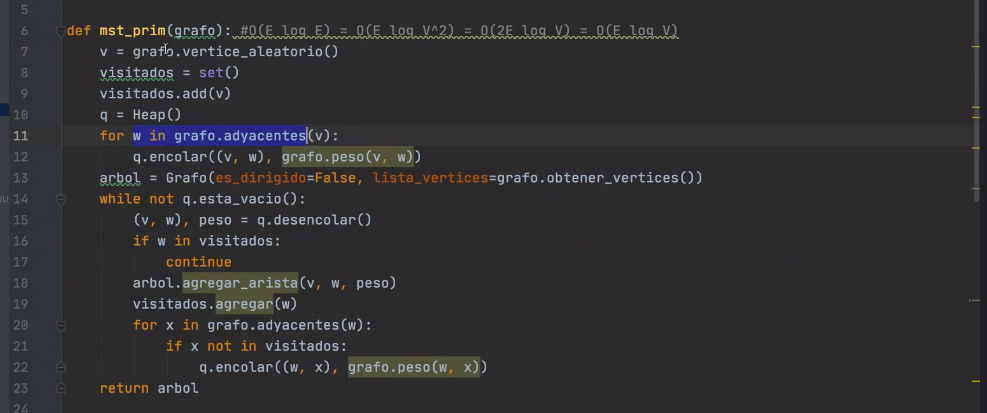 5
6 def mst_prim(grafo): #O(E log E) = O(E log V^2) = O(2E log V) = O(E log V)
7     v = grafo.vertice_aleatorio()
8     visitados = set()
9     visitados.add(v)
10     q = Heap()
11     for w in grafo.adyacentes(v):
12         q.encolar((v, w), grafo.peso(v, w))
13     arbol = Grafo(es_dirigido=False, lista_vertices=grafo.obtener_vertices())
14     while not q.esta_vacio():
15         (v, w), peso = q.desencolar()
16         if w in visitados:
17             continue
18         arbol.agregar_arista(v, w, peso)
19         visitados.agregar(w)
20         for x in grafo.adyacentes(w):
21             if x not in visitados:
22                 q.encolar((w, x), grafo.peso(w, x))
23     return arbol
24